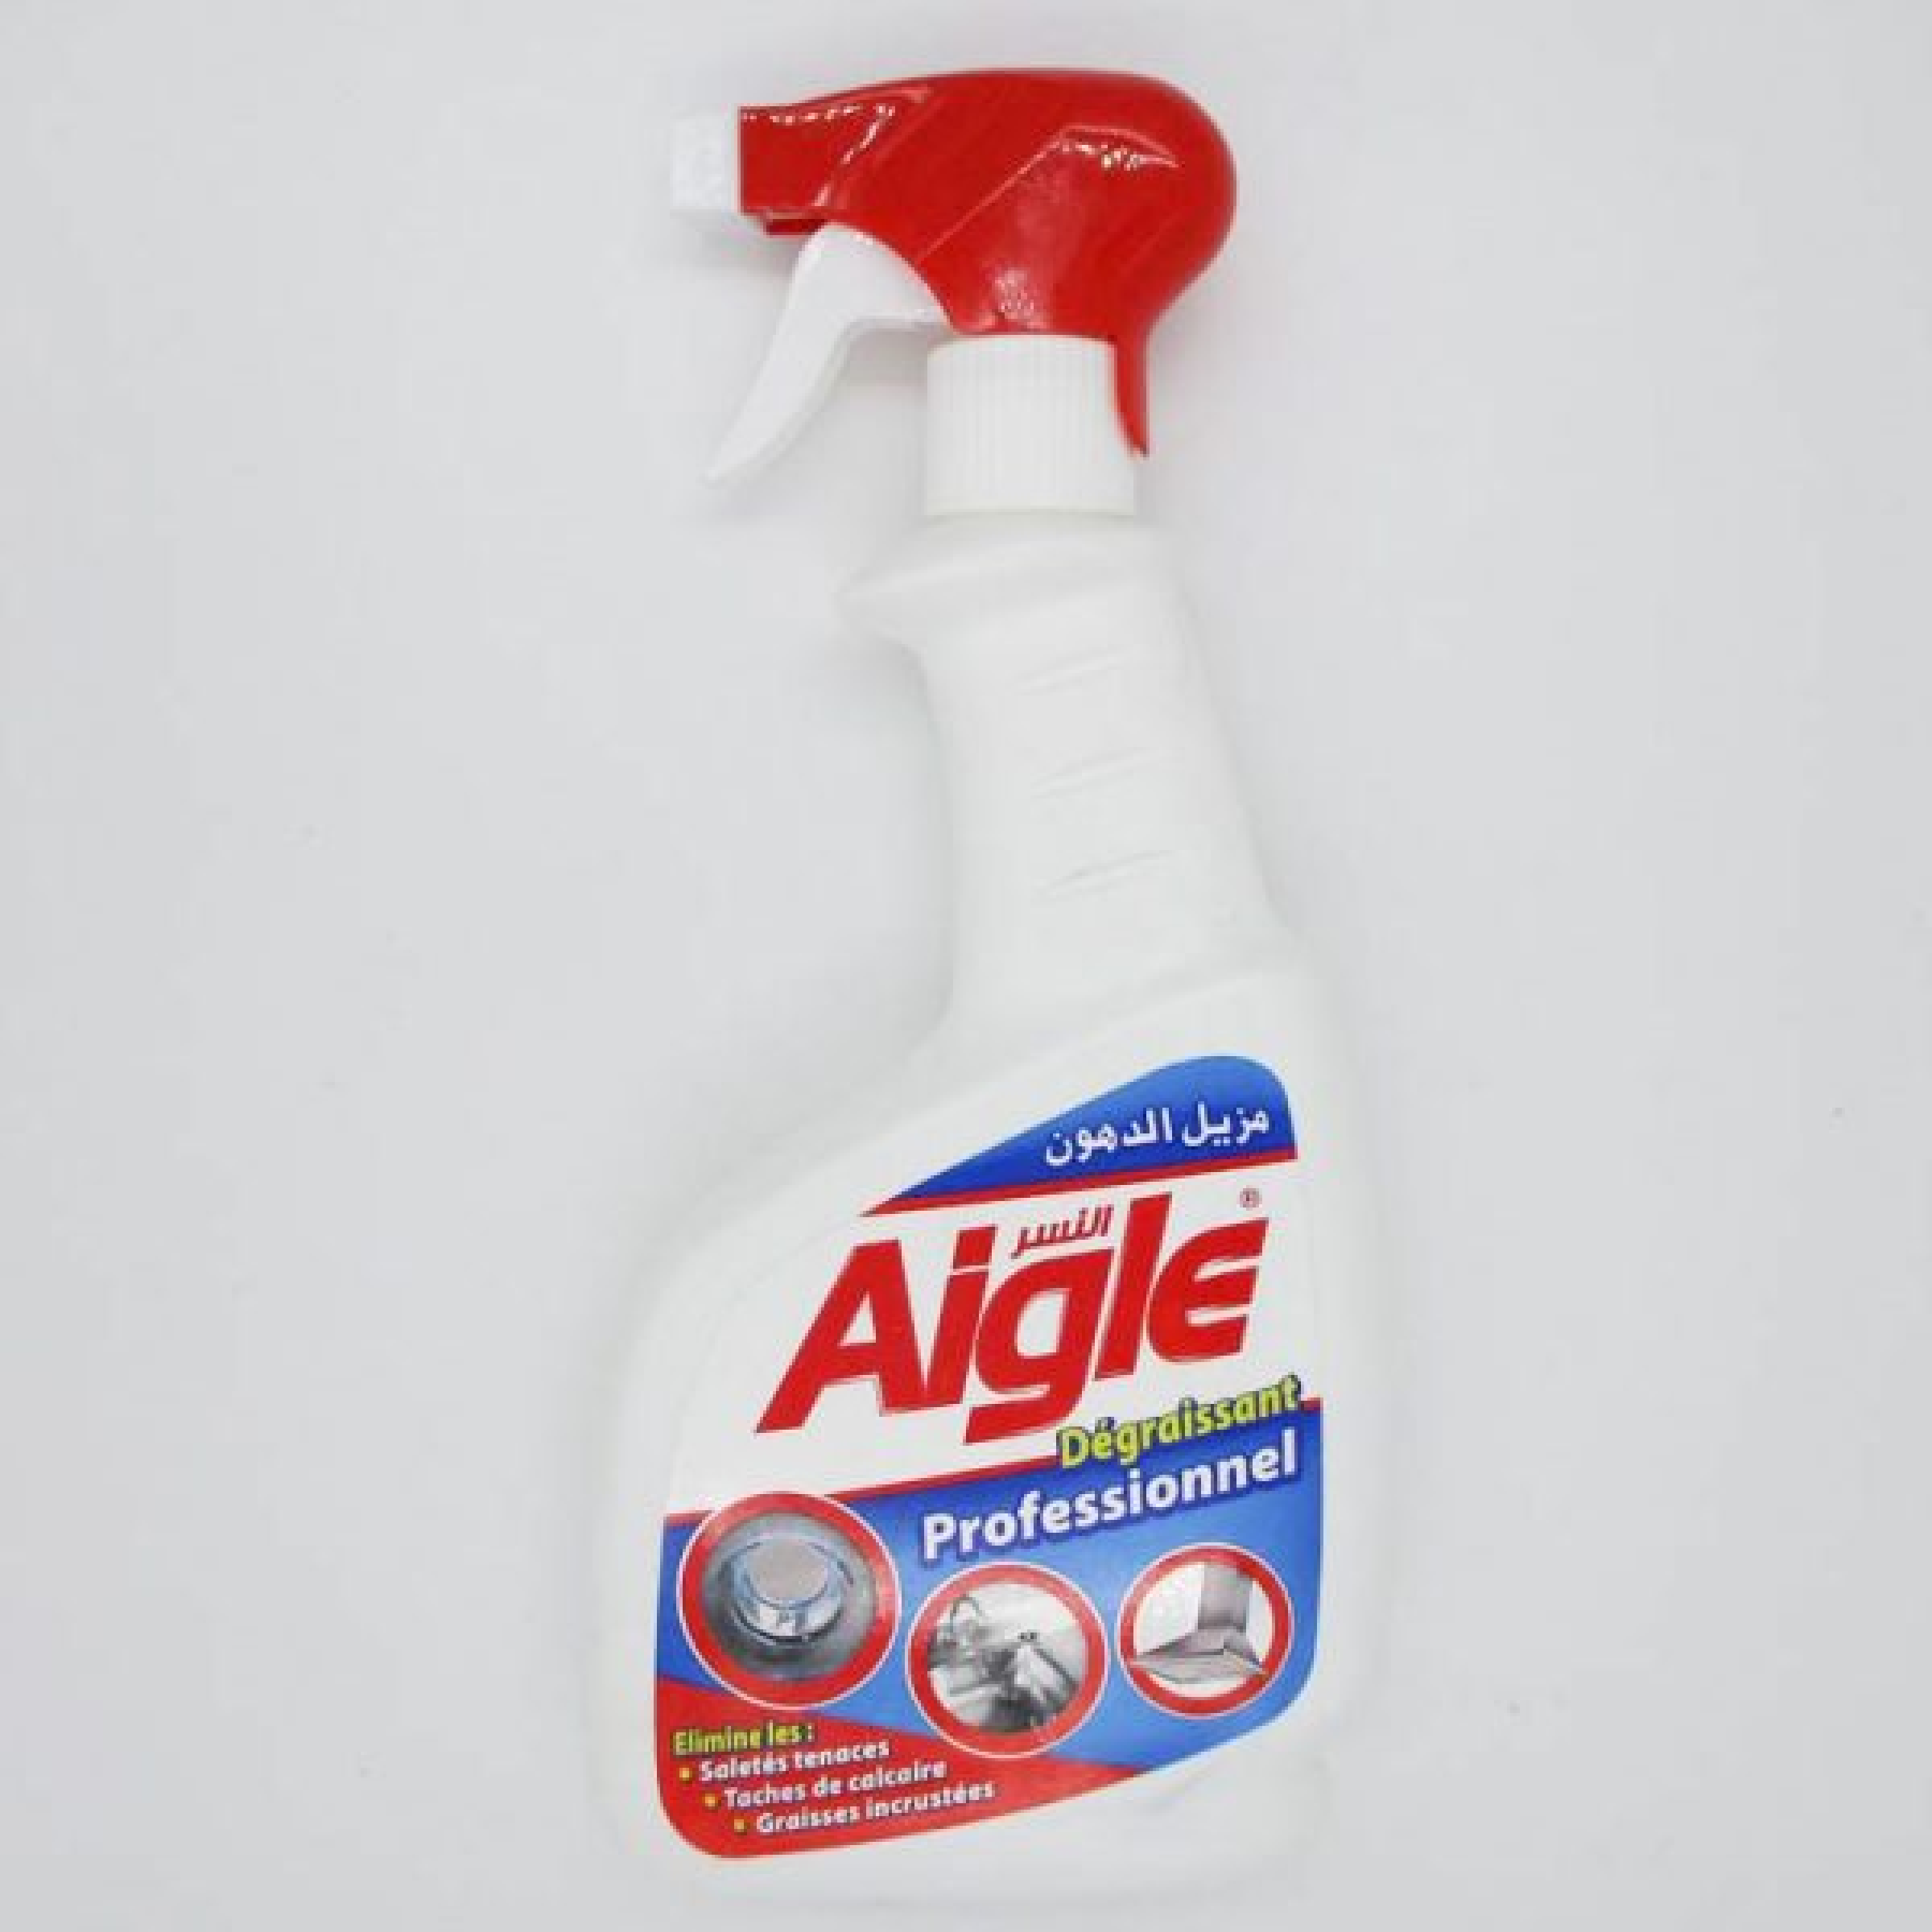 مزيل الدهون
النسر
Aigle®
Dégraissant
Professionnel
Elimine les :
• Saletés tenaces
• Taches de calcaire
• Graisses incrustées